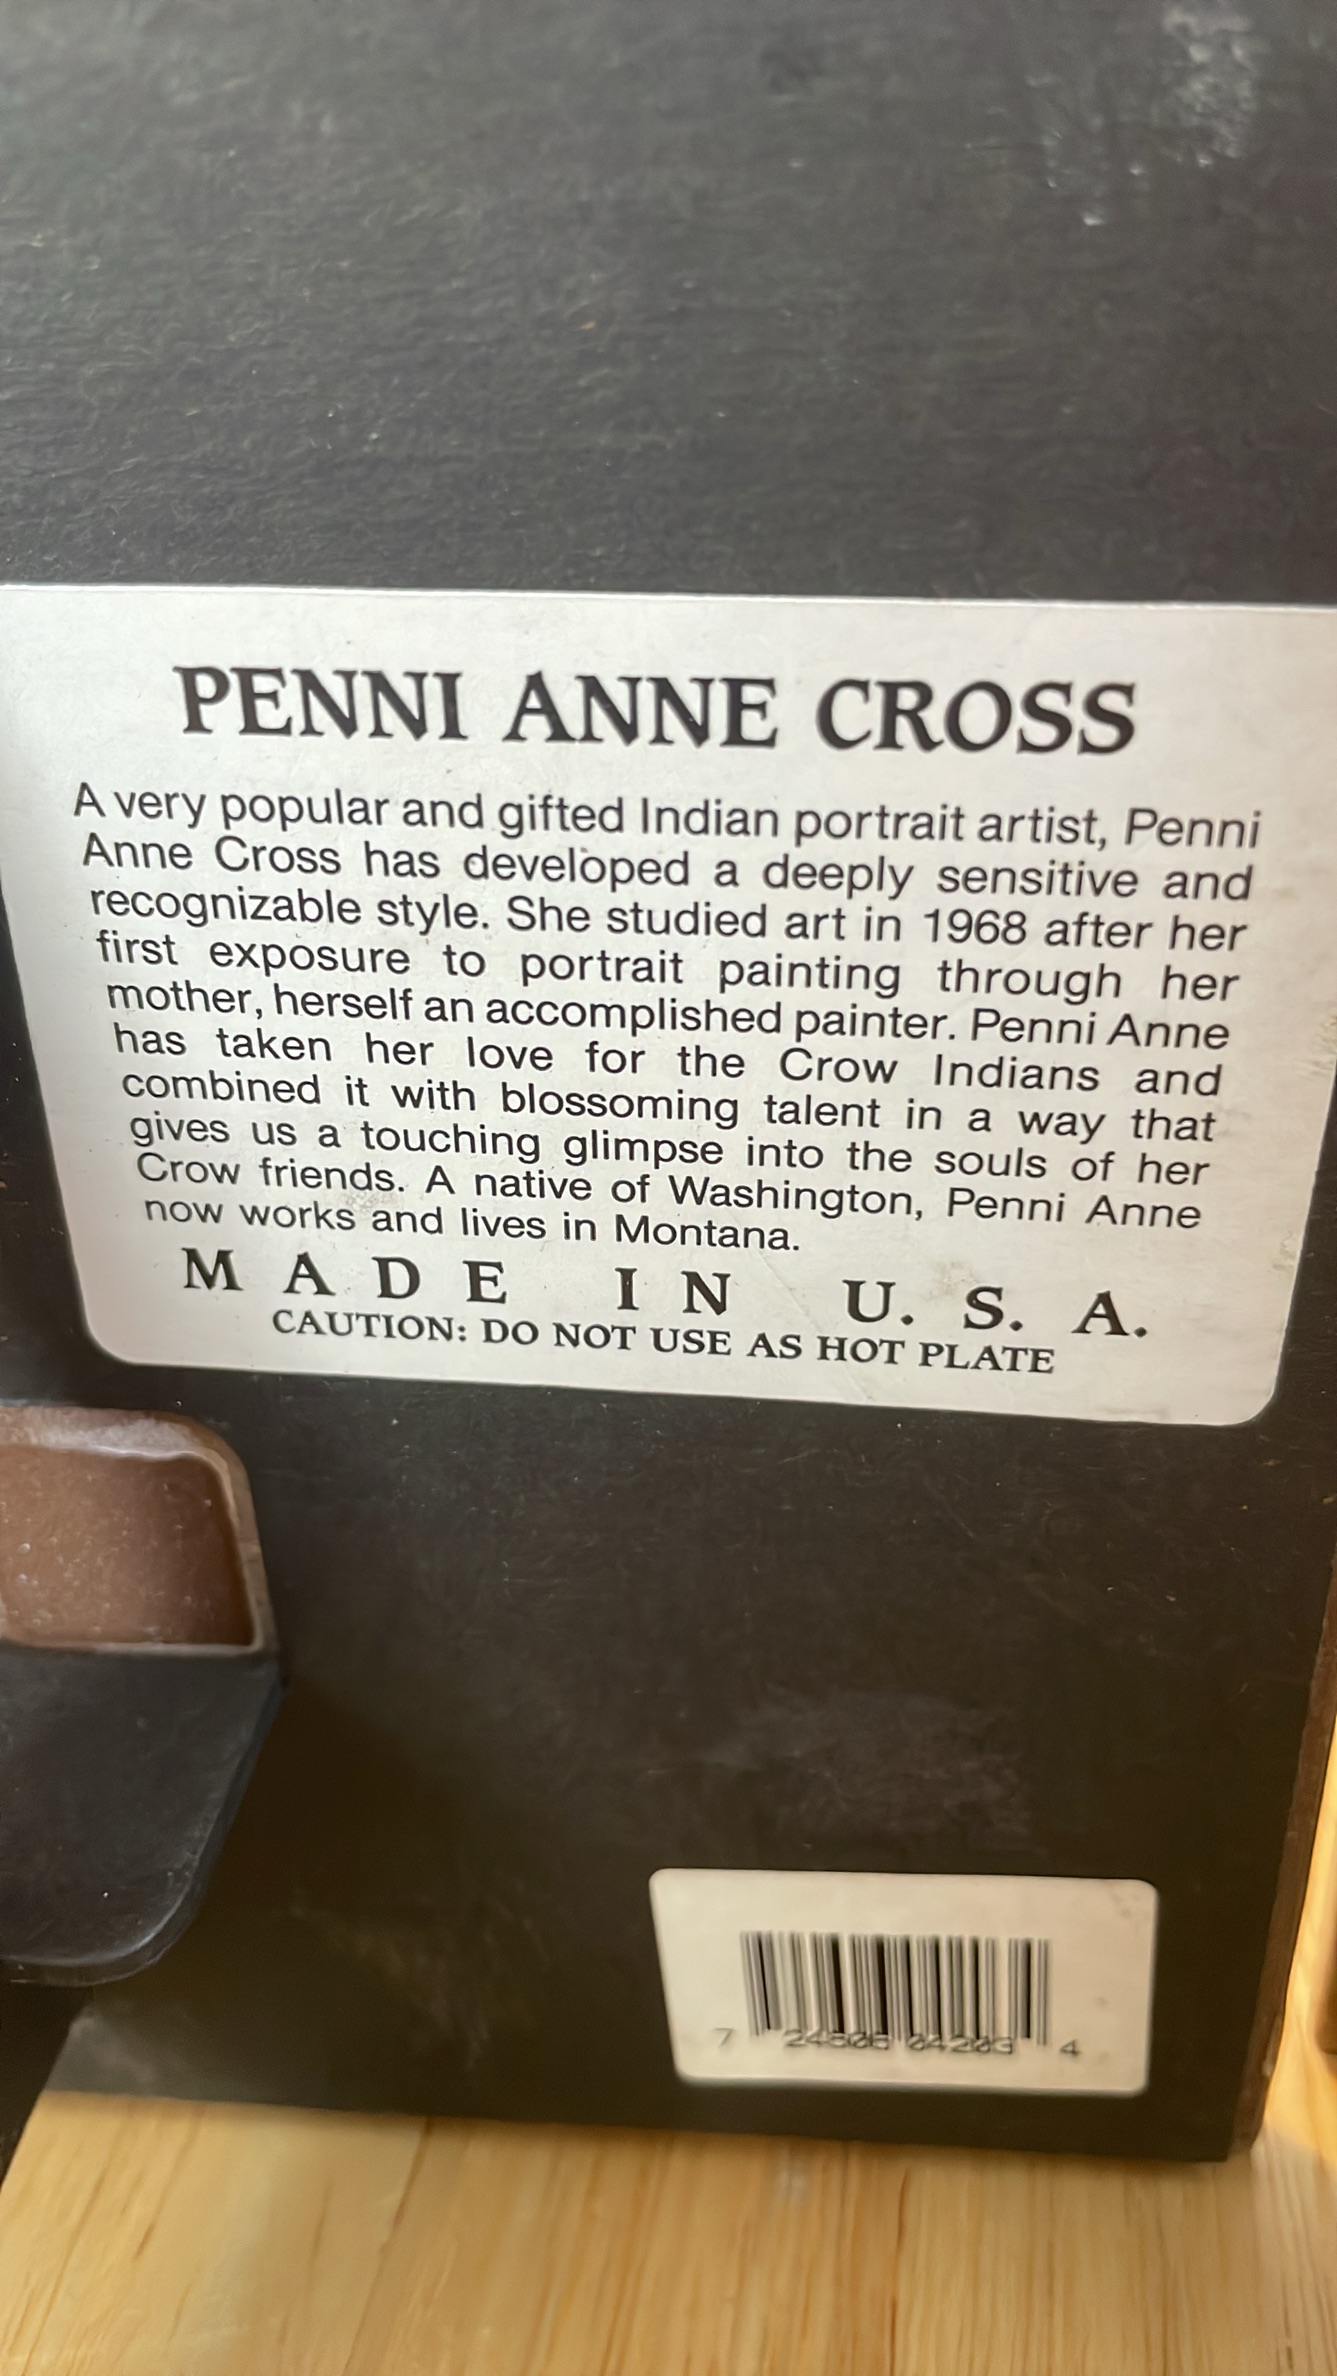 PENNI ANNE CROSS
A very popular and gifted Indian portrait artist, Penni
Anne Cross has developed a deeply sensitive and
recognizable style. She studied art in 1968 after her
first exposure to portrait painting through her
mother, herself an accomplished painter. Penni Anne
has taken her love for the Crow Indians and
combined it with blossoming talent in a way that
gives us a touching glimpse into the souls of her
Crow friends. A native of Washington, Penni Anne
now works and lives in Montana.
MADE IN U.S.A.
CAUTION: DO NOT USE AS HOT PLATE
7 4